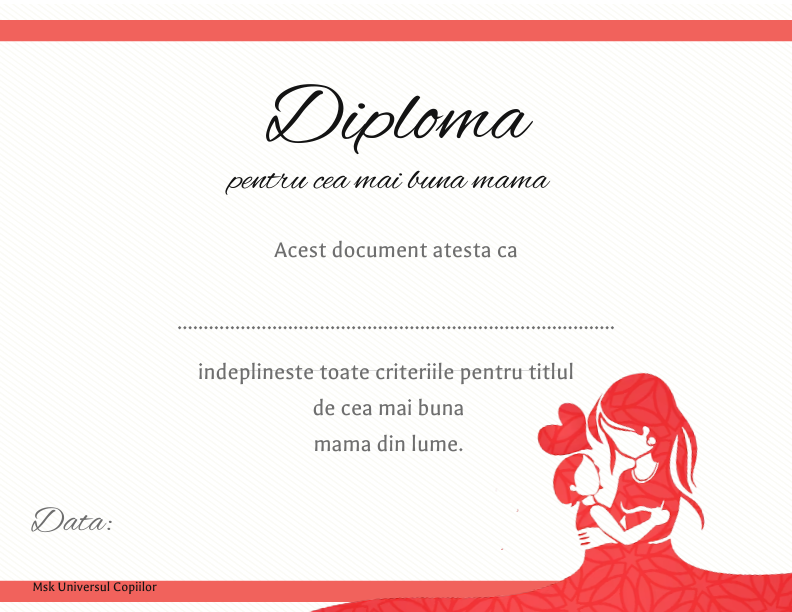 Diploma
pentru cea mai buna mama
Acest document atesta ca
........................................................................................
indeplineste toate criteriile pentru titlul
de cea mai buna
mama din lume.
Data:
Msk Universul Copiilor